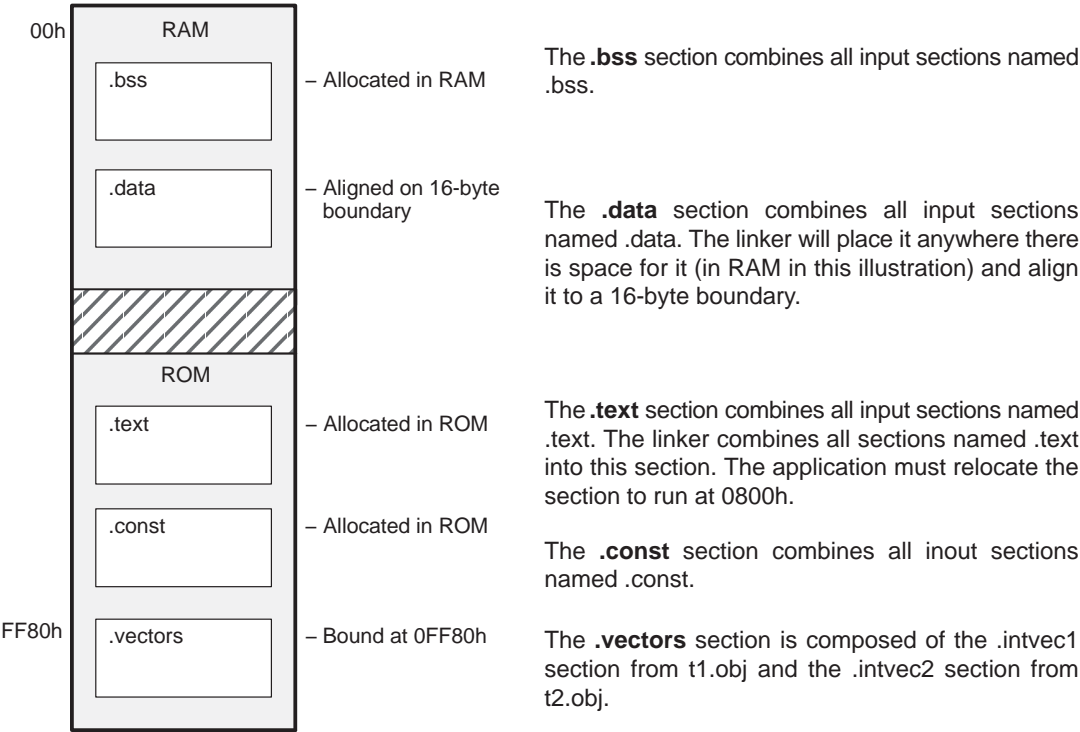 00h
RAM
.bss
– Allocated in RAM
The .bss section combines all input sections named
.bss.
.data
– Aligned on 16-byte
boundary
The .data section combines all input sections
named .data. The linker will place it anywhere there
is space for it (in RAM in this illustration) and align
it to a 16-byte boundary.
ROM
.text
– Allocated in ROM
The .text section combines all input sections named
.text. The linker combines all sections named .text
into this section. The application must relocate the
section to run at 0800h.
.const
– Allocated in ROM
The .const section combines all inout sections
named .const.
FF80h
.vectors
– Bound at 0FF80h
The .vectors section is composed of the .intvec1
section from t1.obj and the .intvec2 section from
t2.obj.